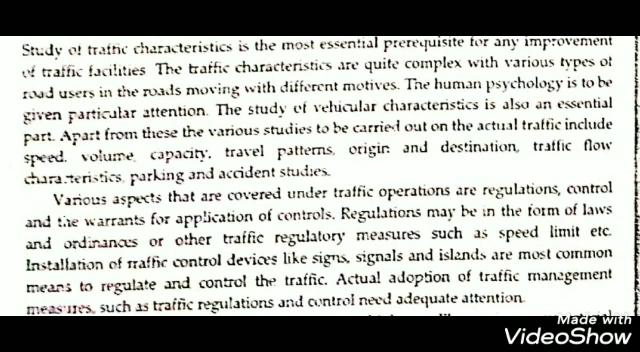 Study of traffic characteristics is the most essential prerequisite for any improvement
of traffic facilities The traffic characteristics are quite complex with various types of
road users in the roads moving with different motives. The human psychology is to be
given particular attention. The study of vehicular characteristics is also an essential
part. Apart from these the various studies to be carried out on the actual traffic include
speed, volume, capacity, travel patterns, origin and destination, traffic flow
characteristics, parking and accident studies.
Various aspects that are covered under traffic operations are regulations, control
and the warrants for application of controls. Regulations may be in the form of laws
and ordinances or other traffic regulatory measures such as speed limit etc.
Installation of traffic control devices like signs, signals and islands are most common
means to regulate and control the traffic. Actual adoption of traffic management
measures, such as traffic regulations and control need adequate attention.
Made with
VideoShow